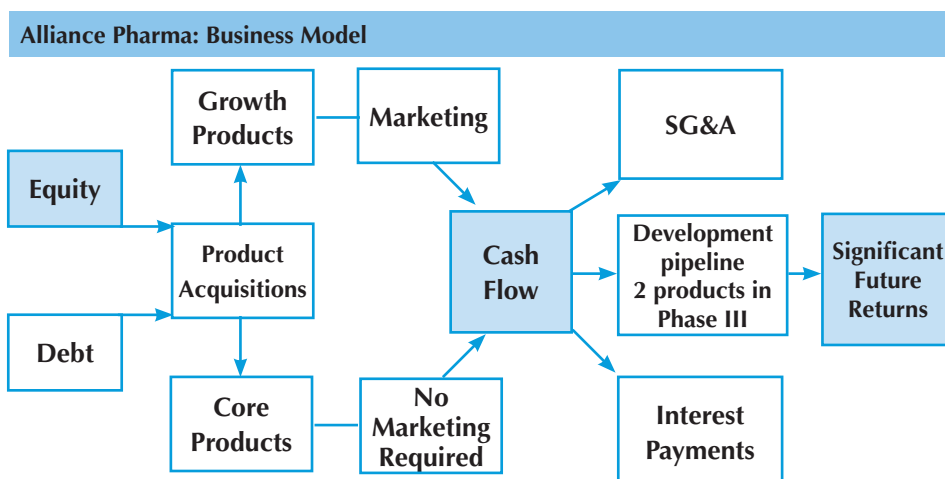 Alliance Pharma: Business Model
Growth
Products
Marketing
SG&A
Equity
Product
Acquisitions
Cash
Flow
Development
pipeline
2 products in
Phase III
Significant
Future
Returns
Debt
Core
Products
No
Marketing
Required
Interest
Payments